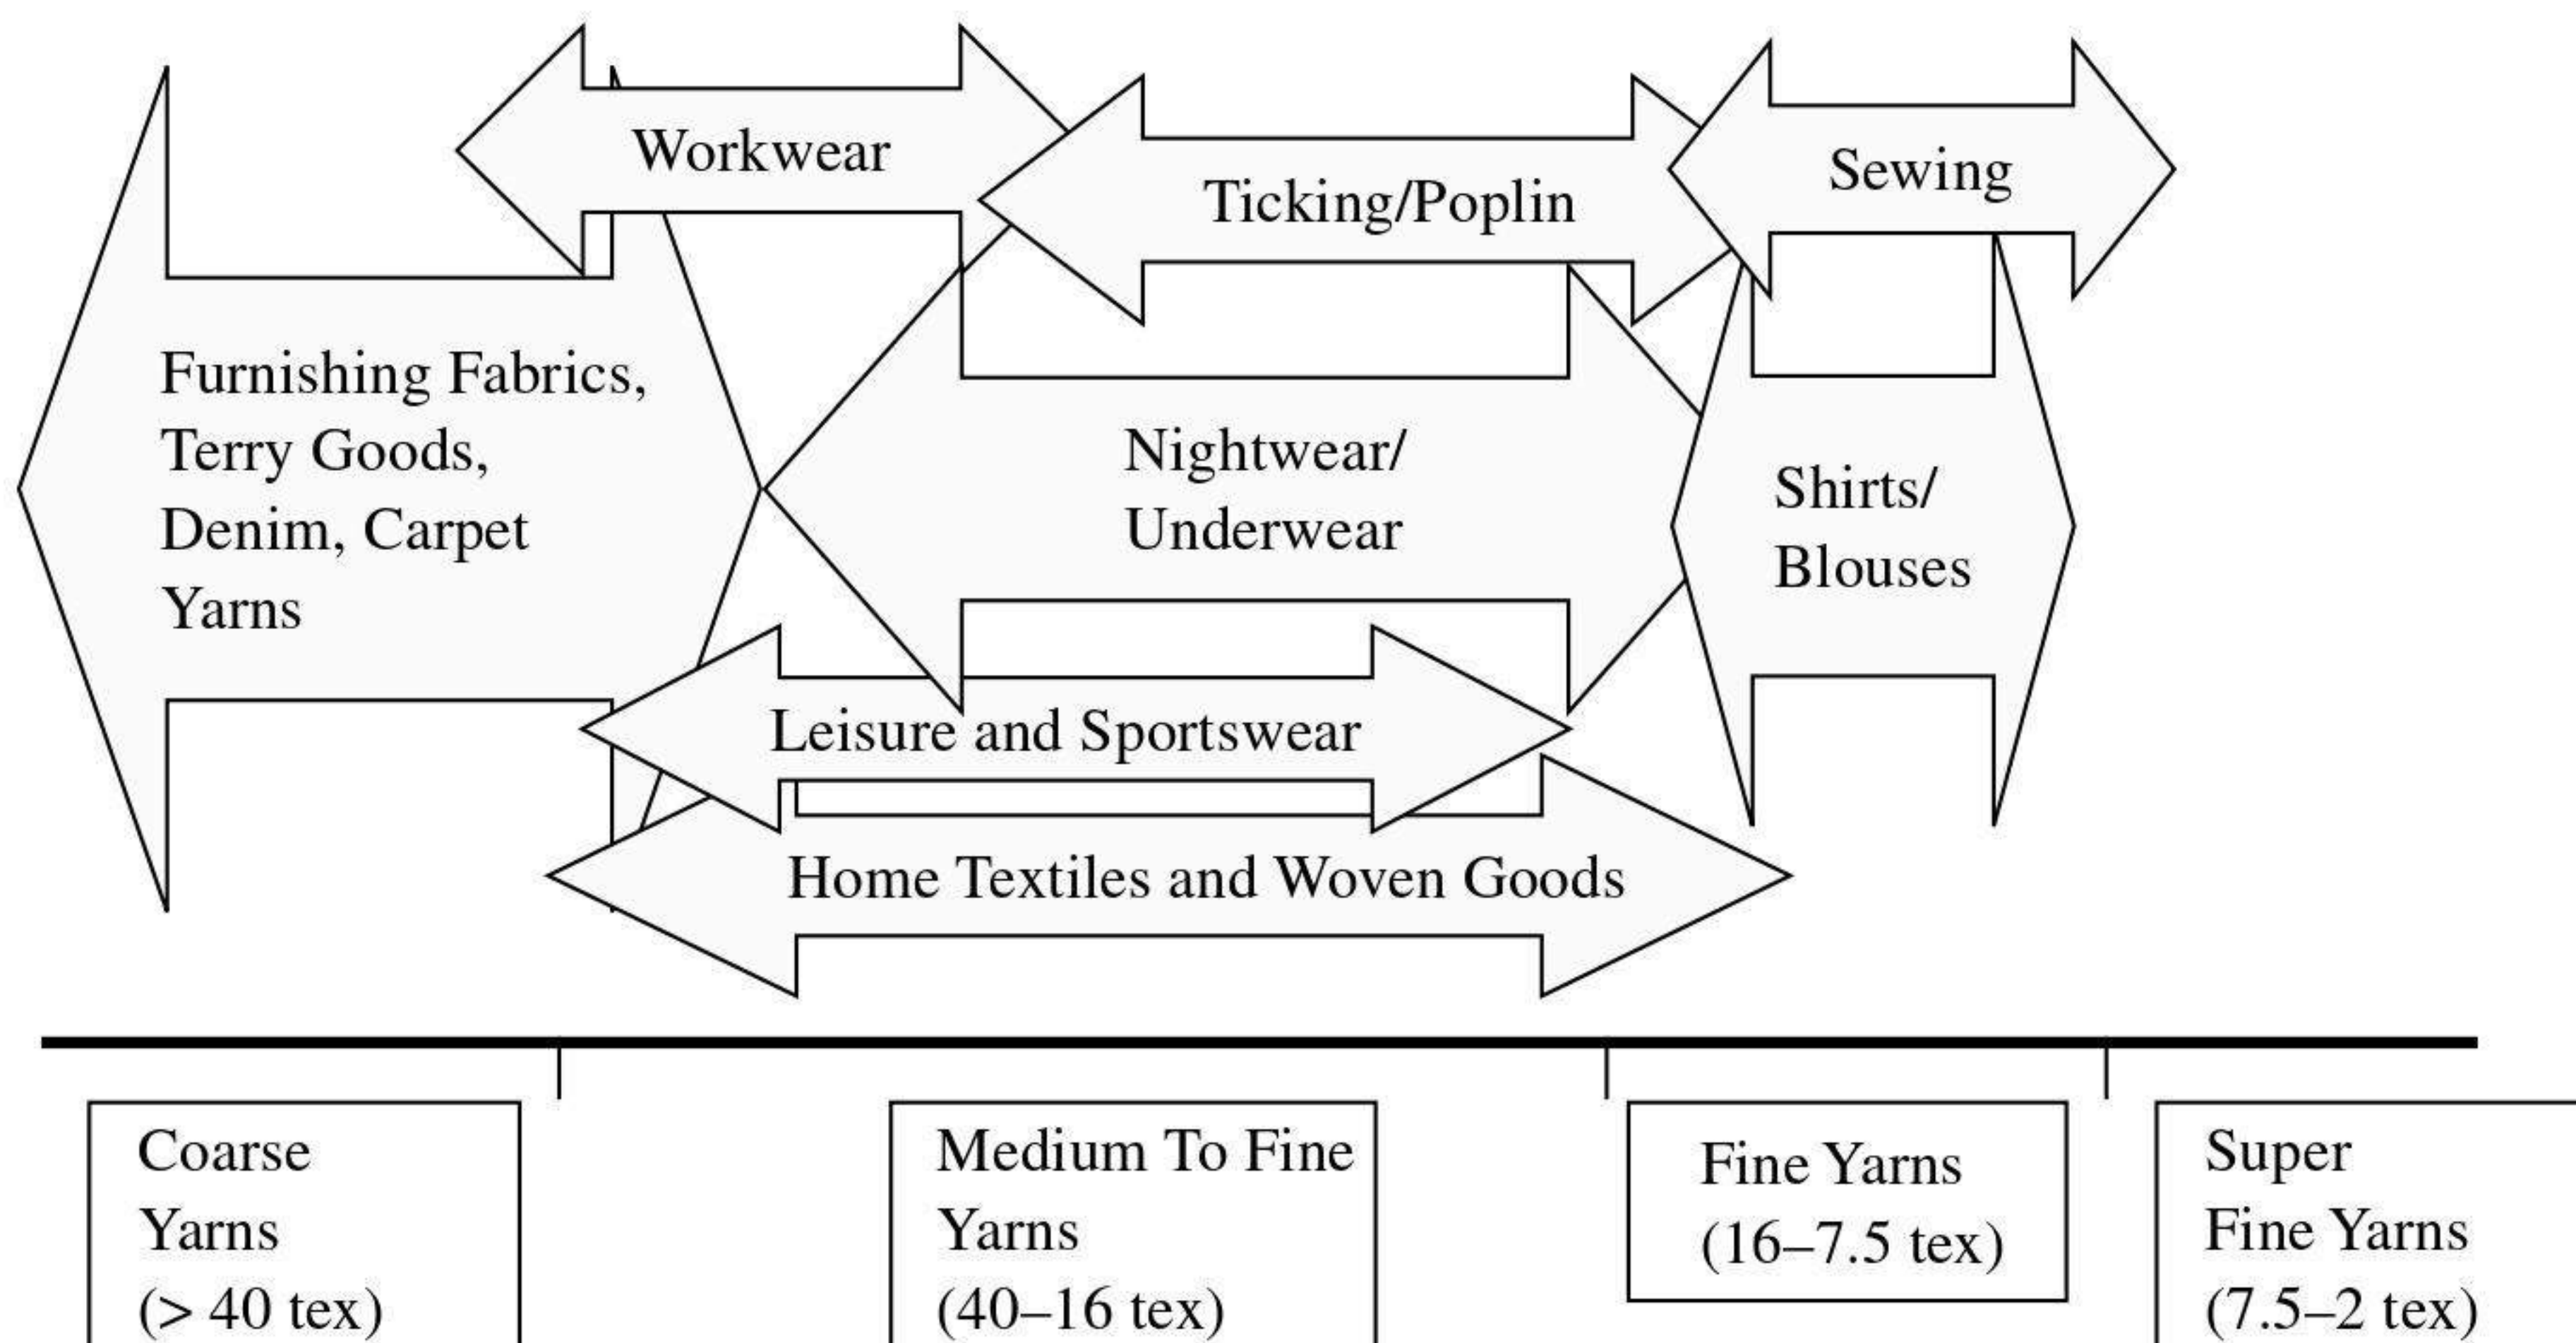 Workwear
Ticking/Poplin
Sewing
Furnishing Fabrics,
Terry Goods,
Denim, Carpet
Yarns
Nightwear/
Underwear
Shirts/
Blouses
Leisure and Sportswear
Home Textiles and Woven Goods
Coarse
Yarns
(> 40 tex)
Medium To Fine
Yarns
(40–16 tex)
Fine Yarns
(16–7.5 tex)
Super
Fine Yarns
(7.5–2 tex)